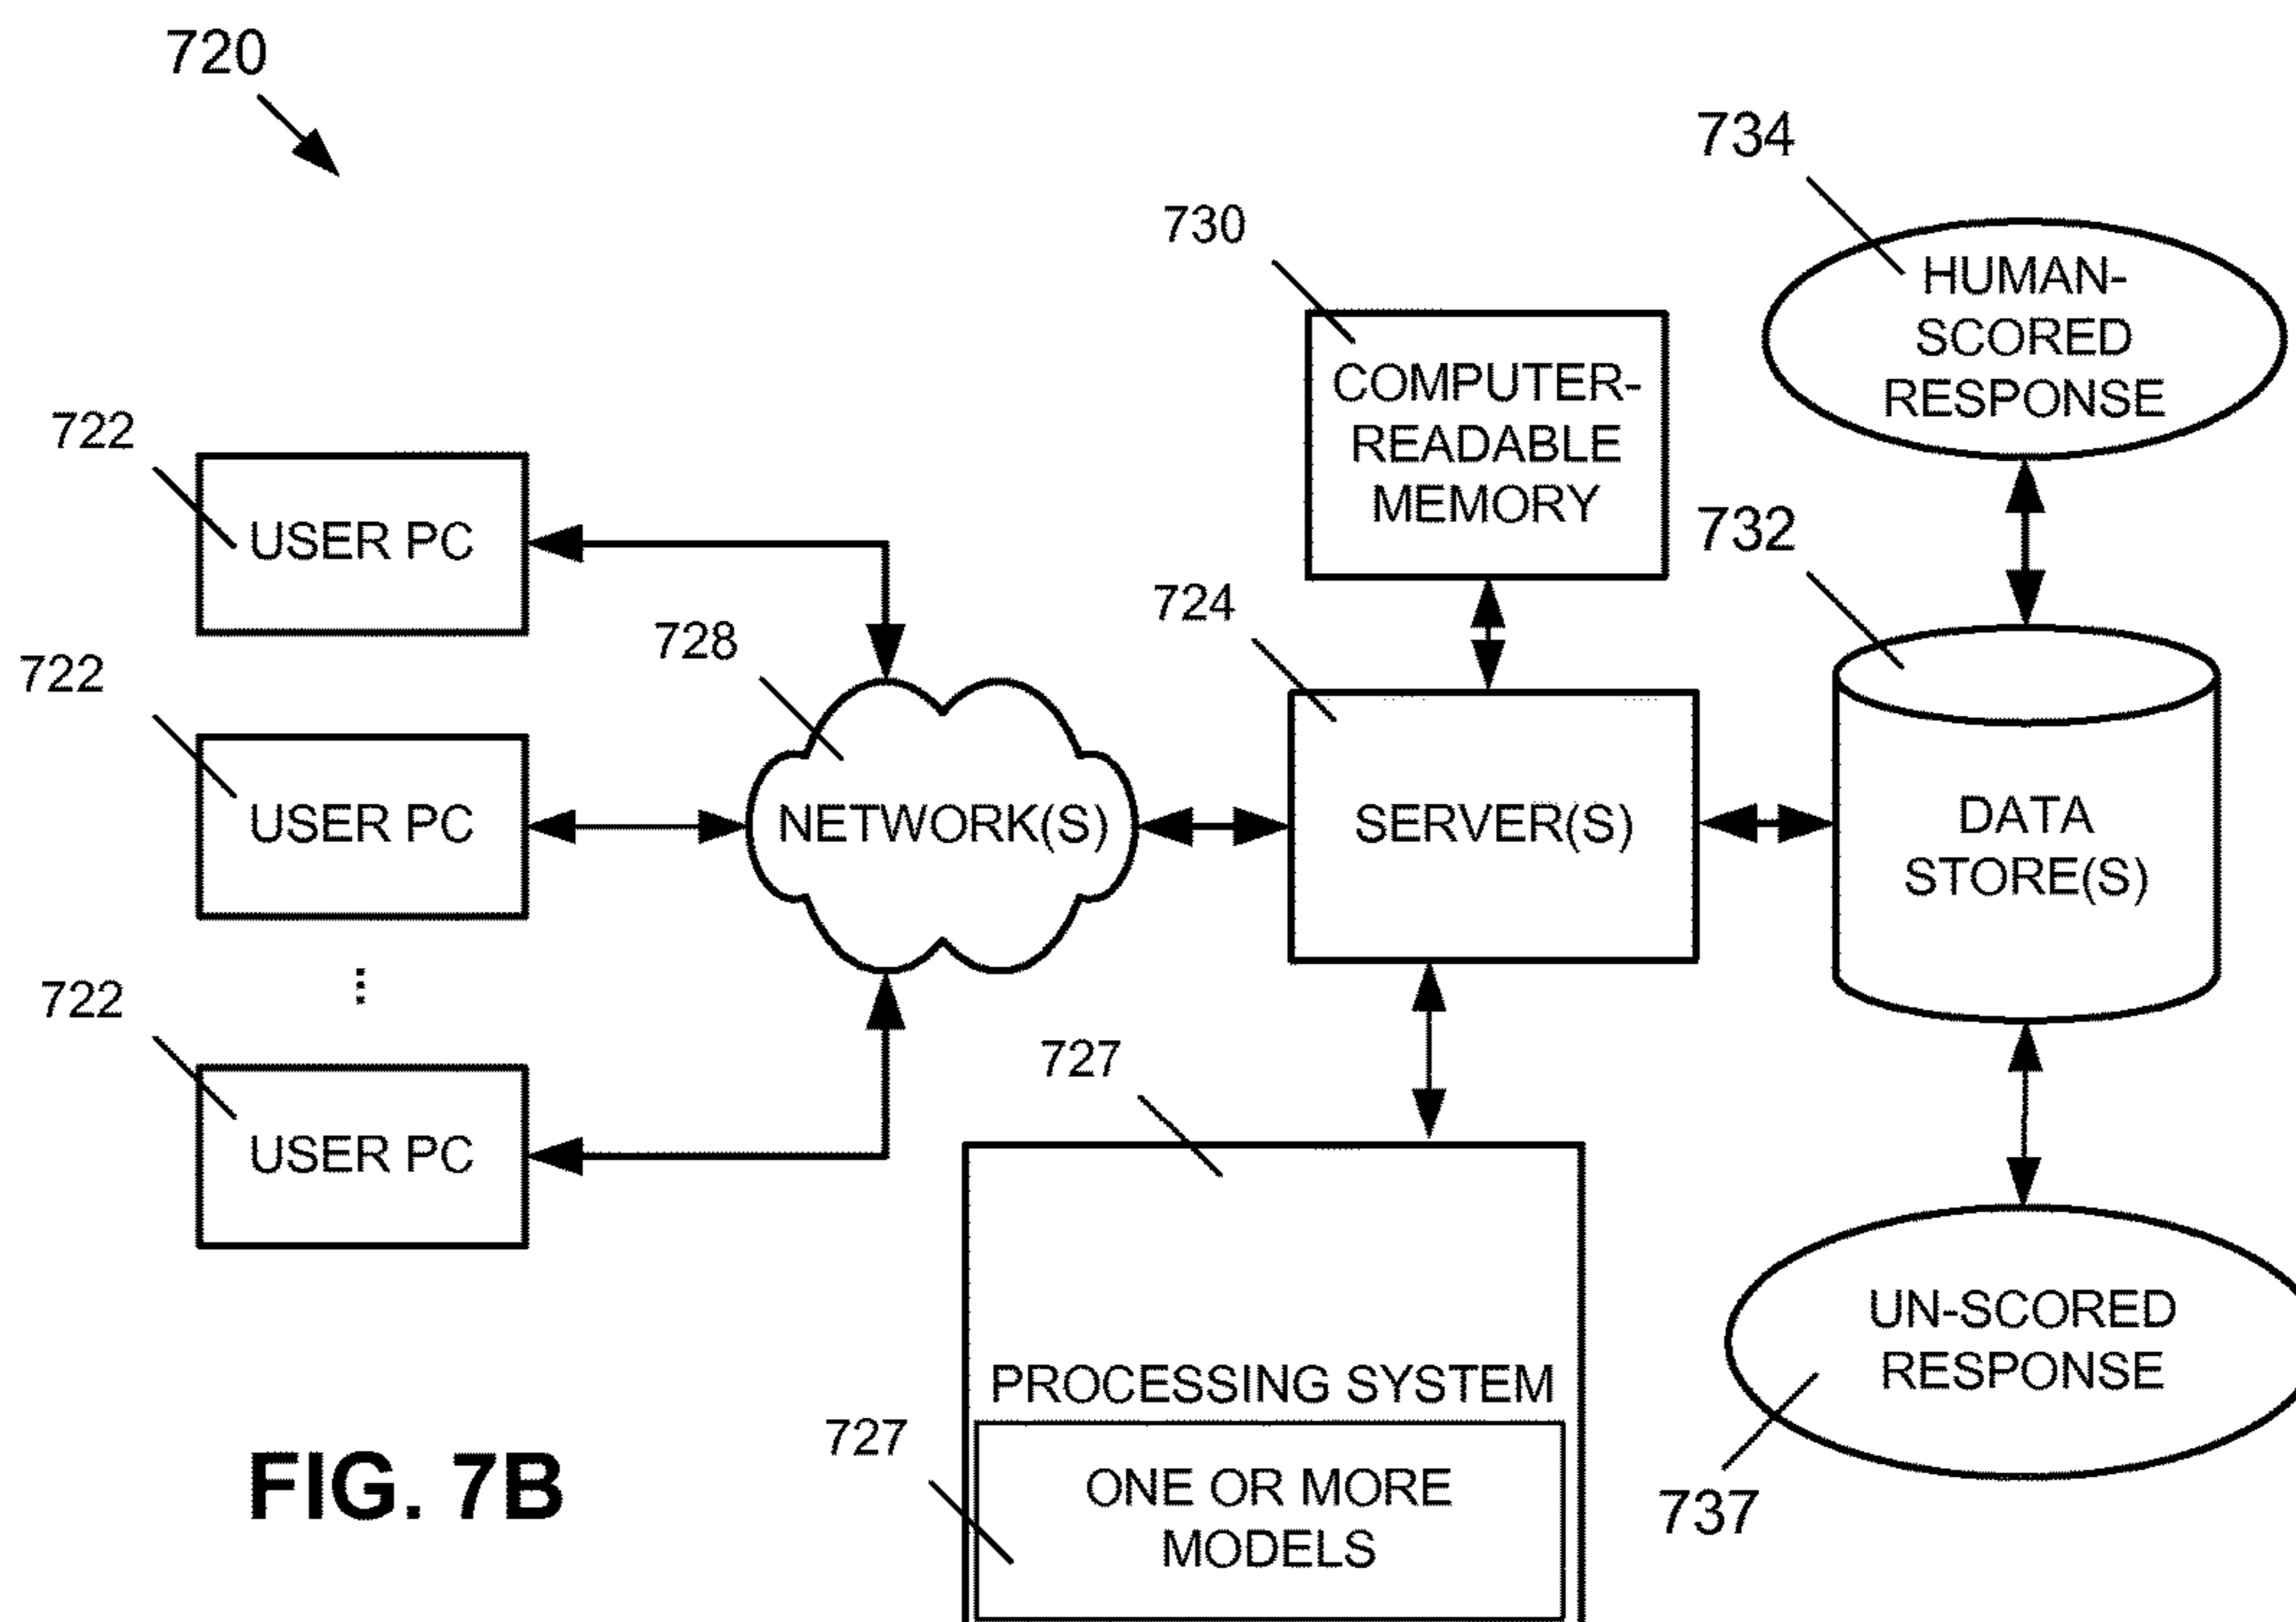 720
734
HUMAN-
SCORED
RESPONSE
730
COMPUTER-
READABLE
MEMORY
722
USER PC
732
724
728
722
USER PC
NETWORK(S)
SERVER(S)
DATA
STORE(S)
722
⋮
USER PC
727
PROCESSING SYSTEM
727
ONE OR MORE
MODELS
UN-SCORED
RESPONSE
737
FIG. 7B